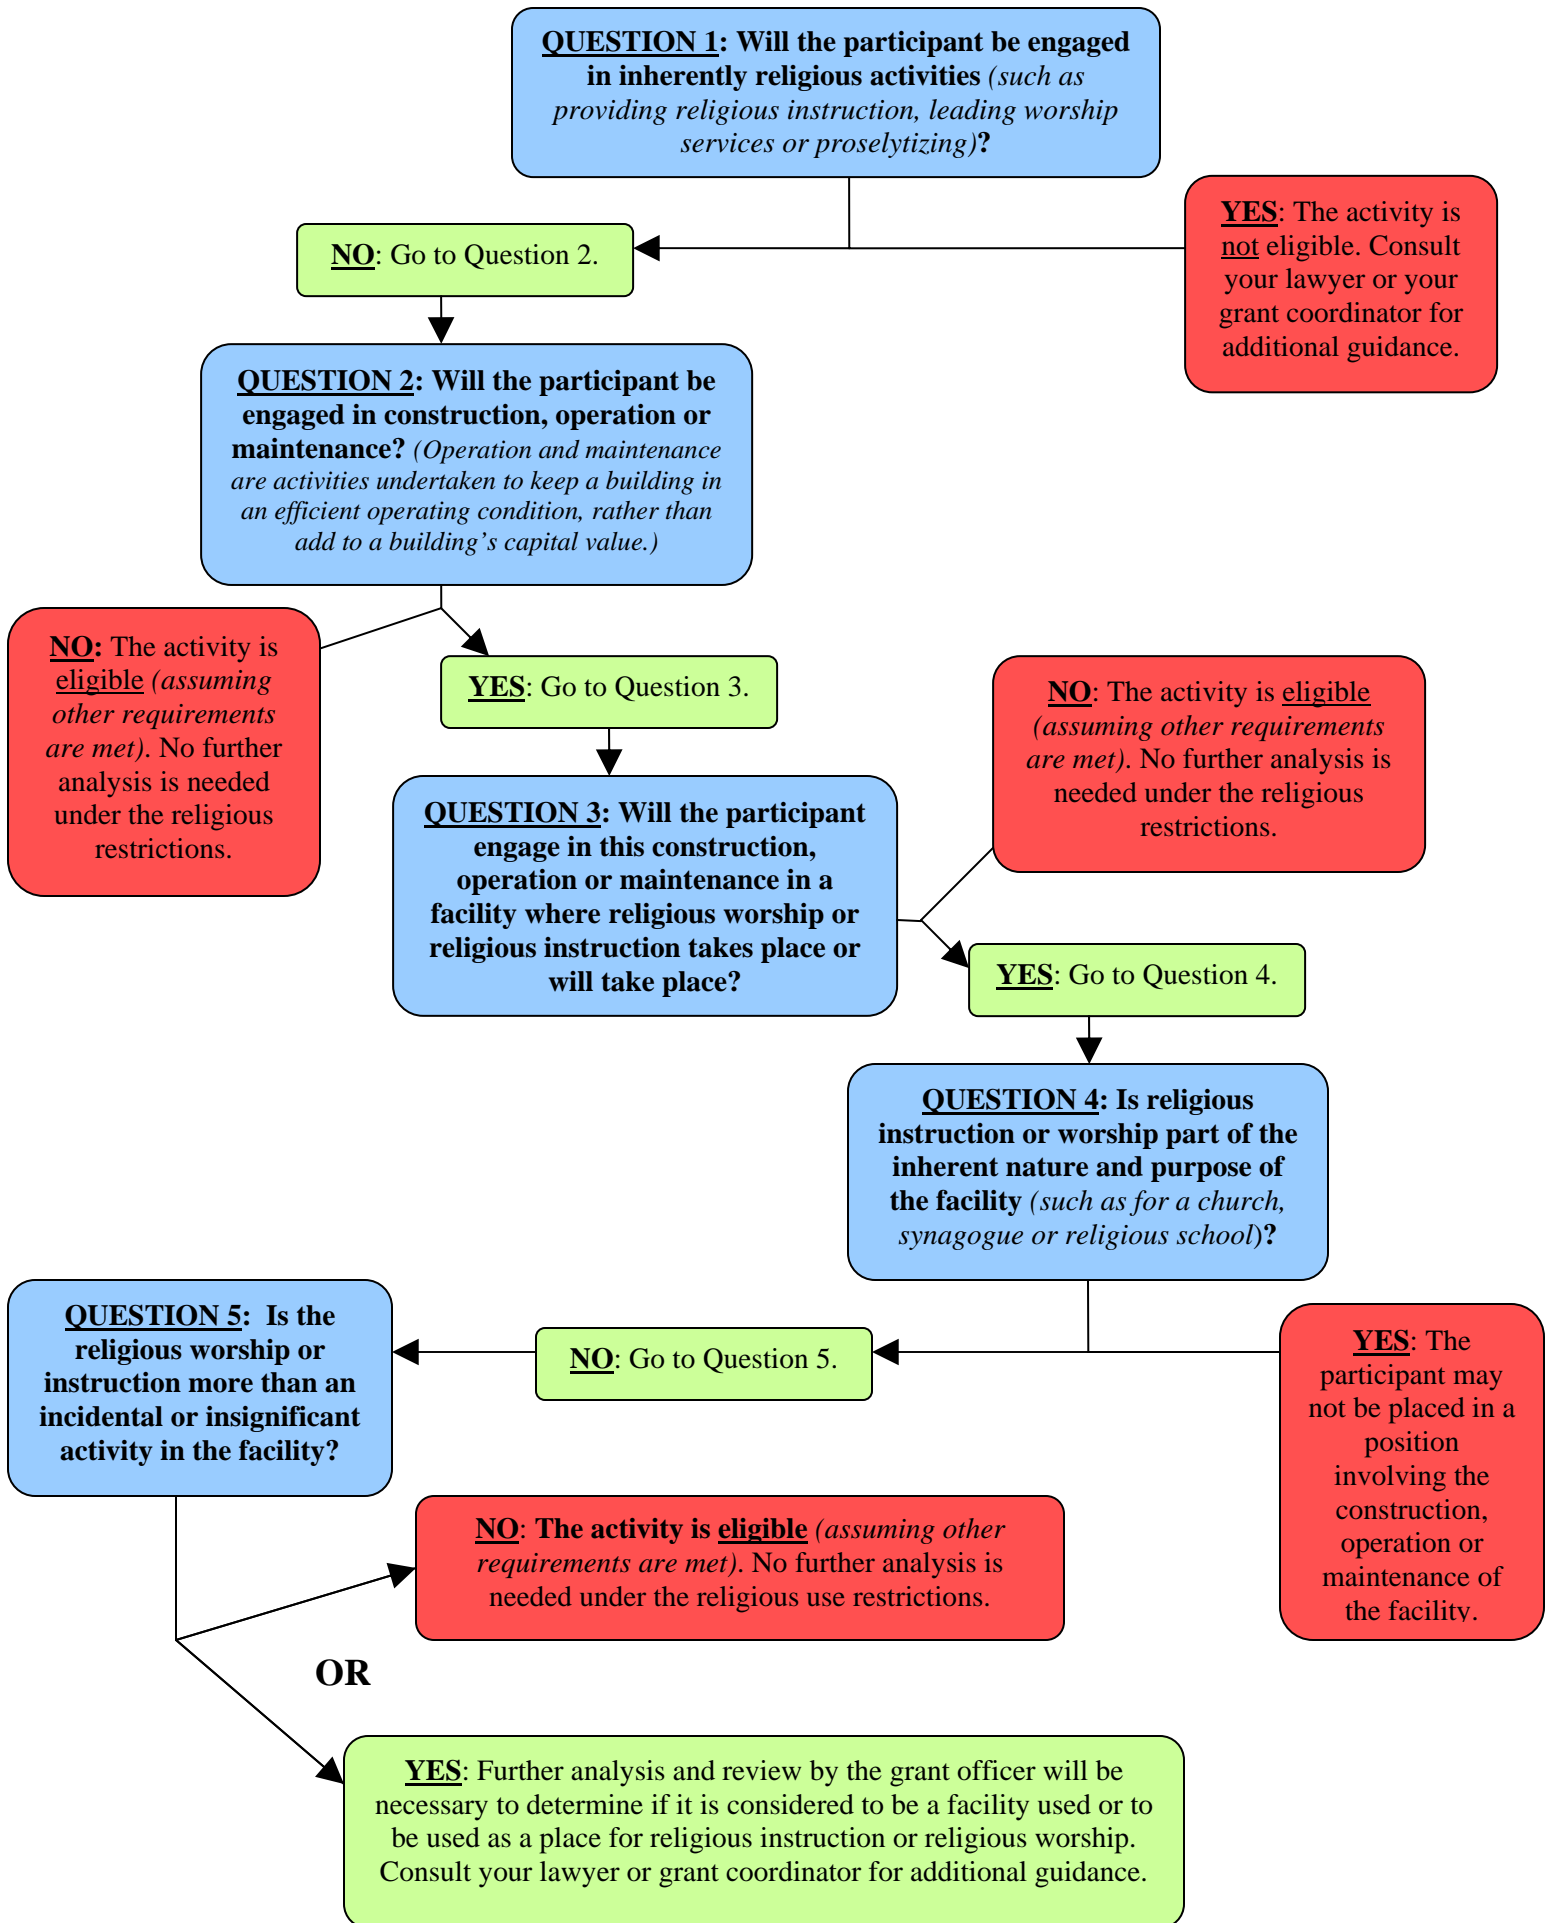 QUESTION 1: Will the participant be engaged
in inherently religious activities (such as
providing religious instruction, leading worship
services or proselytizing)?
YES: The activity is
not eligible. Consult
your lawyer or your
grant coordinator for
additional guidance.
NO: Go to Question 2.
QUESTION 2: Will the participant be
engaged in construction, operation or
maintenance? (Operation and maintenance
are activities undertaken to keep a building in
an efficient operating condition, rather than
add to a building’s capital value.)
NO: The activity is
eligible (assuming
other requirements
are met). No further
analysis is needed
under the religious
restrictions.
YES: Go to Question 3.
NO: The activity is eligible
(assuming other requirements
are met). No further analysis is
needed under the religious
restrictions.
QUESTION 3: Will the participant
engage in this construction,
operation or maintenance in a
facility where religious worship or
religious instruction takes place or
will take place?
YES: Go to Question 4.
QUESTION 4: Is religious
instruction or worship part of the
inherent nature and purpose of
the facility (such as for a church,
synagogue or religious school)?
QUESTION 5:  Is the
religious worship or
instruction more than an
incidental or insignificant
activity in the facility?
NO: Go to Question 5.
YES: The
participant may
not be placed in a
position
involving the
construction,
operation or
maintenance of
the facility.
NO: The activity is eligible (assuming other
requirements are met). No further analysis is
needed under the religious use restrictions.
OR
YES: Further analysis and review by the grant officer will be
necessary to determine if it is considered to be a facility used or to
be used as a place for religious instruction or religious worship.
Consult your lawyer or grant coordinator for additional guidance.